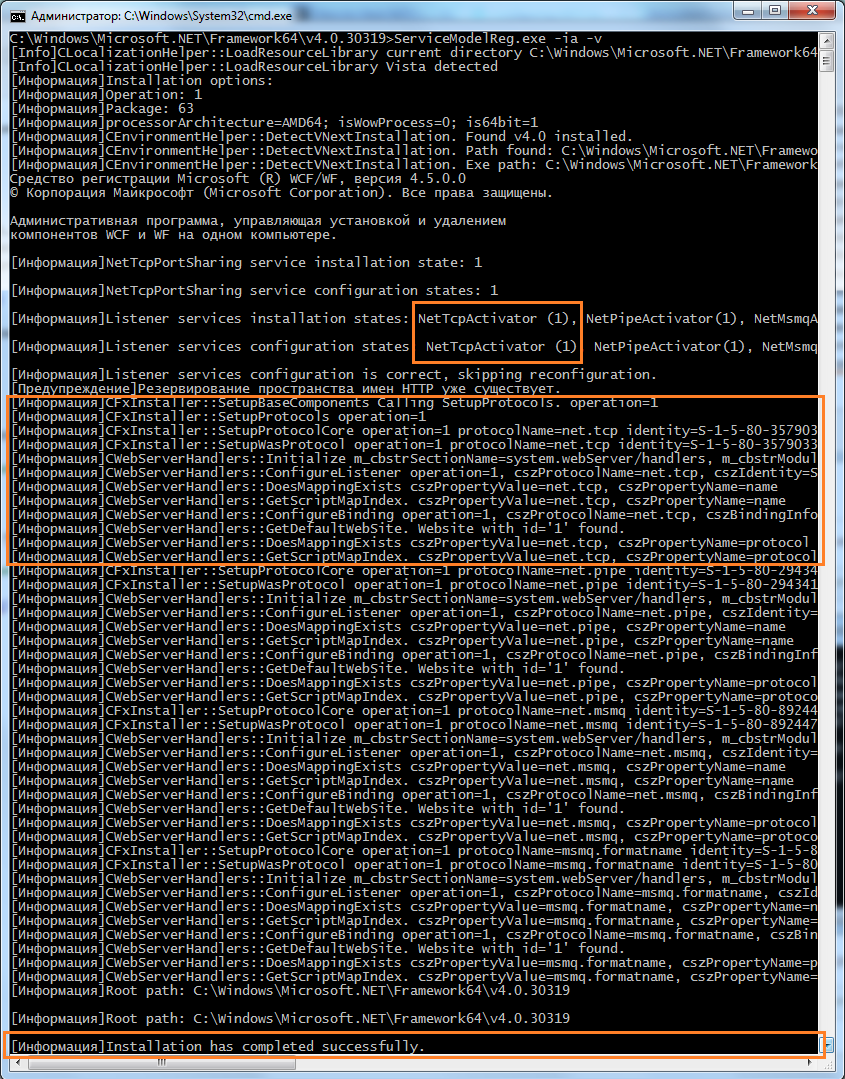 Администратор: C:\Windows\System32\cmd.exe
C:\Windows\Microsoft.NET\Framework64\v4.0.30319>ServiceModelReg.exe -ia -v
[Info]CLocalizationHelper::LoadResourceLibrary current directory C:\Windows\Microsoft.NET\Framework64
[Info]CLocalizationHelper::LoadResourceLibrary Vista detected
[Информация]Installation options:
[Информация]Operation: 1
[Информация]Package: 63
[Информация]processorArchitecture=AMD64; isWowProcess=0; is64bit=1
[Информация]CEnvironmentHelper::DetectVNextInstallation. Found v4.0 installed.
[Информация]CEnvironmentHelper::DetectVNextInstallation. Path found: C:\Windows\Microsoft.NET\Framewo
[Информация]CEnvironmentHelper::DetectVNextInstallation. Exe path: C:\Windows\Microsoft.NET\Framework
Средство регистрации Microsoft (R) WCF/WF, версия 4.5.0.0
© Корпорация Майкрософт (Microsoft Corporation). Все права защищены.
Административная программа, управляющая установкой и удалением
компонентов WCF и WF на одном компьютере.
[Информация]NetTcpPortSharing service installation state: 1
[Информация]NetTcpPortSharing service configuration states: 1
[Информация]Listener services installation states: NetTcpActivator (1), NetPipeActivator(1), NetMsmqA
[Информация]Listener services configuration states NetTcpActivator (1) NetPipeActivator(1), NetMsmq
[Информация]Listener services configuration is correct, skipping reconfiguration.
[Предупреждение]Резервирование пространства имен HTTP уже существует.
[Информация]CFxInstaller::SetupBaseComponents Calling SetupProtocols. operation=1
[Информация]CFxInstaller::SetupProtocols operation=1
[Информация]CFxInstaller::SetupProtocolCore operation=1 protocolName=net.tcp identity=S-1-5-80-357903
[Информация]CFxInstaller::SetupWasProtocol operation=1 protocolName=net.tcp identity=S-1-5-80-3579033
[Информация]CWebServerHandlers::Initialize m_cbstrSectionName=system.webServer/handlers, m_cbstrModul
[Информация]CWebServerHandlers::ConfigureListener operation=1, cszProtocolName=net.tcp, cszIdentity=S
[Информация]CWebServerHandlers::DoesMappingExists cszPropertyValue=net.tcp, cszPropertyName=name
[Информация]CWebServerHandlers::GetScriptMapIndex. cszPropertyValue=net.tcp, cszPropertyName=name
[Информация]CWebServerHandlers::ConfigureBinding operation=1, cszProtocolName=net.tcp, cszBindingInfo
[Информация]CWebServerHandlers::GetDefaultWebSite. Website with id='1' found.
[Информация]CWebServerHandlers::DoesMappingExists cszPropertyValue=net.tcp, cszPropertyName=protocol
[Информация]CWebServerHandlers::GetScriptMapIndex. cszPropertyValue=net.tcp, cszPropertyName=protocol
[Информация]CFxInstaller::SetupProtocolCore operation=1 protocolName=net.pipe identity=S-1-5-80-29434
[Информация]CFxInstaller::SetupWasProtocol operation=1 protocolName=net.pipe identity=S-1-5-80-294341
[Информация]CWebServerHandlers::Initialize m_cbstrSectionName=system.webServer/handlers, m_cbstrModul
[Информация]CWebServerHandlers::ConfigureListener operation=1, cszProtocolName=net.pipe, cszIdentity=
[Информация]CWebServerHandlers::DoesMappingExists cszPropertyValue=net.pipe, cszPropertyName=name
[Информация]CWebServerHandlers::GetScriptMapIndex. cszPropertyValue=net.pipe, cszPropertyName=name
[Информация]CWebServerHandlers::ConfigureBinding operation=1, cszProtocolName=net.pipe, cszBindingInf
[Информация]CWebServerHandlers::GetDefaultWebSite. Website with id='1' found.
[Информация]CWebServerHandlers::DoesMappingExists cszPropertyValue=net.pipe, cszPropertyName=protocol
[Информация]CWebServerHandlers::GetScriptMapIndex. cszPropertyValue=net.pipe, cszPropertyName=protoco
[Информация]CFxInstaller::SetupProtocolCore operation=1 protocolName=net.msmq identity=S-1-5-80-89244
[Информация]CFxInstaller::SetupWasProtocol operation=1 protocolName=net.msmq identity=S-1-5-80-892447
[Информация]CWebServerHandlers::Initialize m_cbstrSectionName=system.webServer/handlers, m_cbstrModul
[Информация]CWebServerHandlers::ConfigureListener operation=1, cszProtocolName=net.msmq, cszIdentity=
[Информация]CWebServerHandlers::DoesMappingExists cszPropertyValue=net.msmq, cszPropertyName=name
[Информация]CWebServerHandlers::GetScriptMapIndex. cszPropertyValue=net.msmq, cszPropertyName=name
[Информация]CWebServerHandlers::ConfigureBinding operation=1, cszProtocolName=net.msmq, cszBindingInf
[Информация]CWebServerHandlers::GetDefaultWebSite. Website with id='1' found.
[Информация]CWebServerHandlers::DoesMappingExists cszPropertyValue=net.msmq, cszPropertyName=protocol
[Информация]CWebServerHandlers::GetScriptMapIndex. cszPropertyValue=net.msmq, cszPropertyName=protoco
[Информация]CFxInstaller::SetupProtocolCore operation=1 protocolName=msmq.formatname identity=S-1-5-8
[Информация]CFxInstaller::SetupWasProtocol operation=1 protocolName=msmq.formatname identity=S-1-5-80
[Информация]CWebServerHandlers::Initialize m_cbstrSectionName=system.webServer/handlers, m_cbstrModul
[Информация]CWebServerHandlers::ConfigureListener operation=1, cszProtocolName=msmq.formatname, cszId
[Информация]CWebServerHandlers::DoesMappingExists cszPropertyValue=msmq.formatname, cszPropertyName=n
[Информация]CWebServerHandlers::GetScriptMapIndex. cszPropertyValue=msmq.formatname, cszPropertyName=
[Информация]CWebServerHandlers::ConfigureBinding operation=1, cszProtocolName=msmq.formatname, cszBin
[Информация]CWebServerHandlers::GetDefaultWebSite. Website with id='1' found.
[Информация]CWebServerHandlers::DoesMappingExists cszPropertyValue=msmq.formatname, cszPropertyName=p
[Информация]CWebServerHandlers::GetScriptMapIndex. cszPropertyValue=msmq.formatname, cszPropertyName=
[Информация]Root path: C:\Windows\Microsoft.NET\Framework64\v4.0.30319
[Информация]Root path: C:\Windows\Microsoft.NET\Framework64\v4.0.30319
[Информация]Installation has completed successfully.